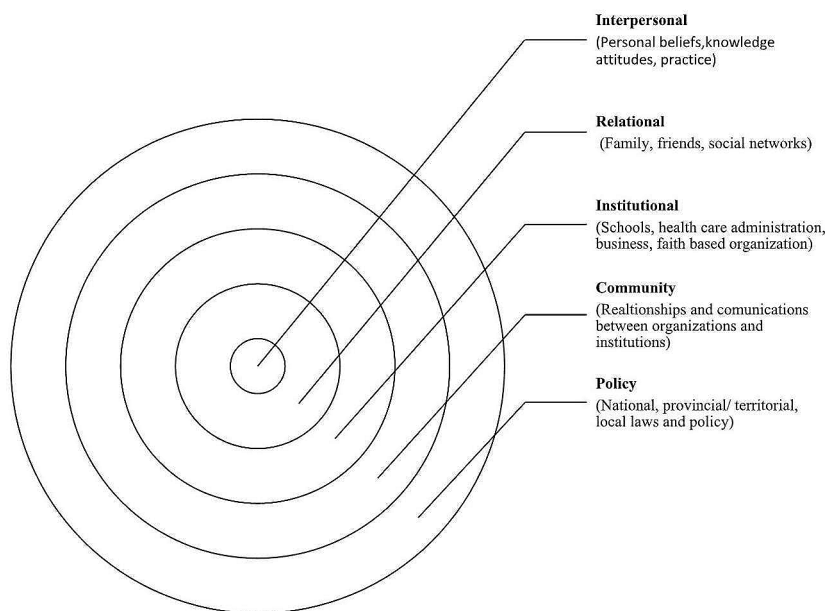 Interpersonal
(Personal beliefs,knowledge
attitudes, practice)
Relational
(Family, friends, social networks)
Institutional
(Schools, health care administration,
business, faith based organization)
Community
(Realtionships and comunications
between organizations and
institutions)
Policy
(National, provincial/ territorial,
local laws and policy)